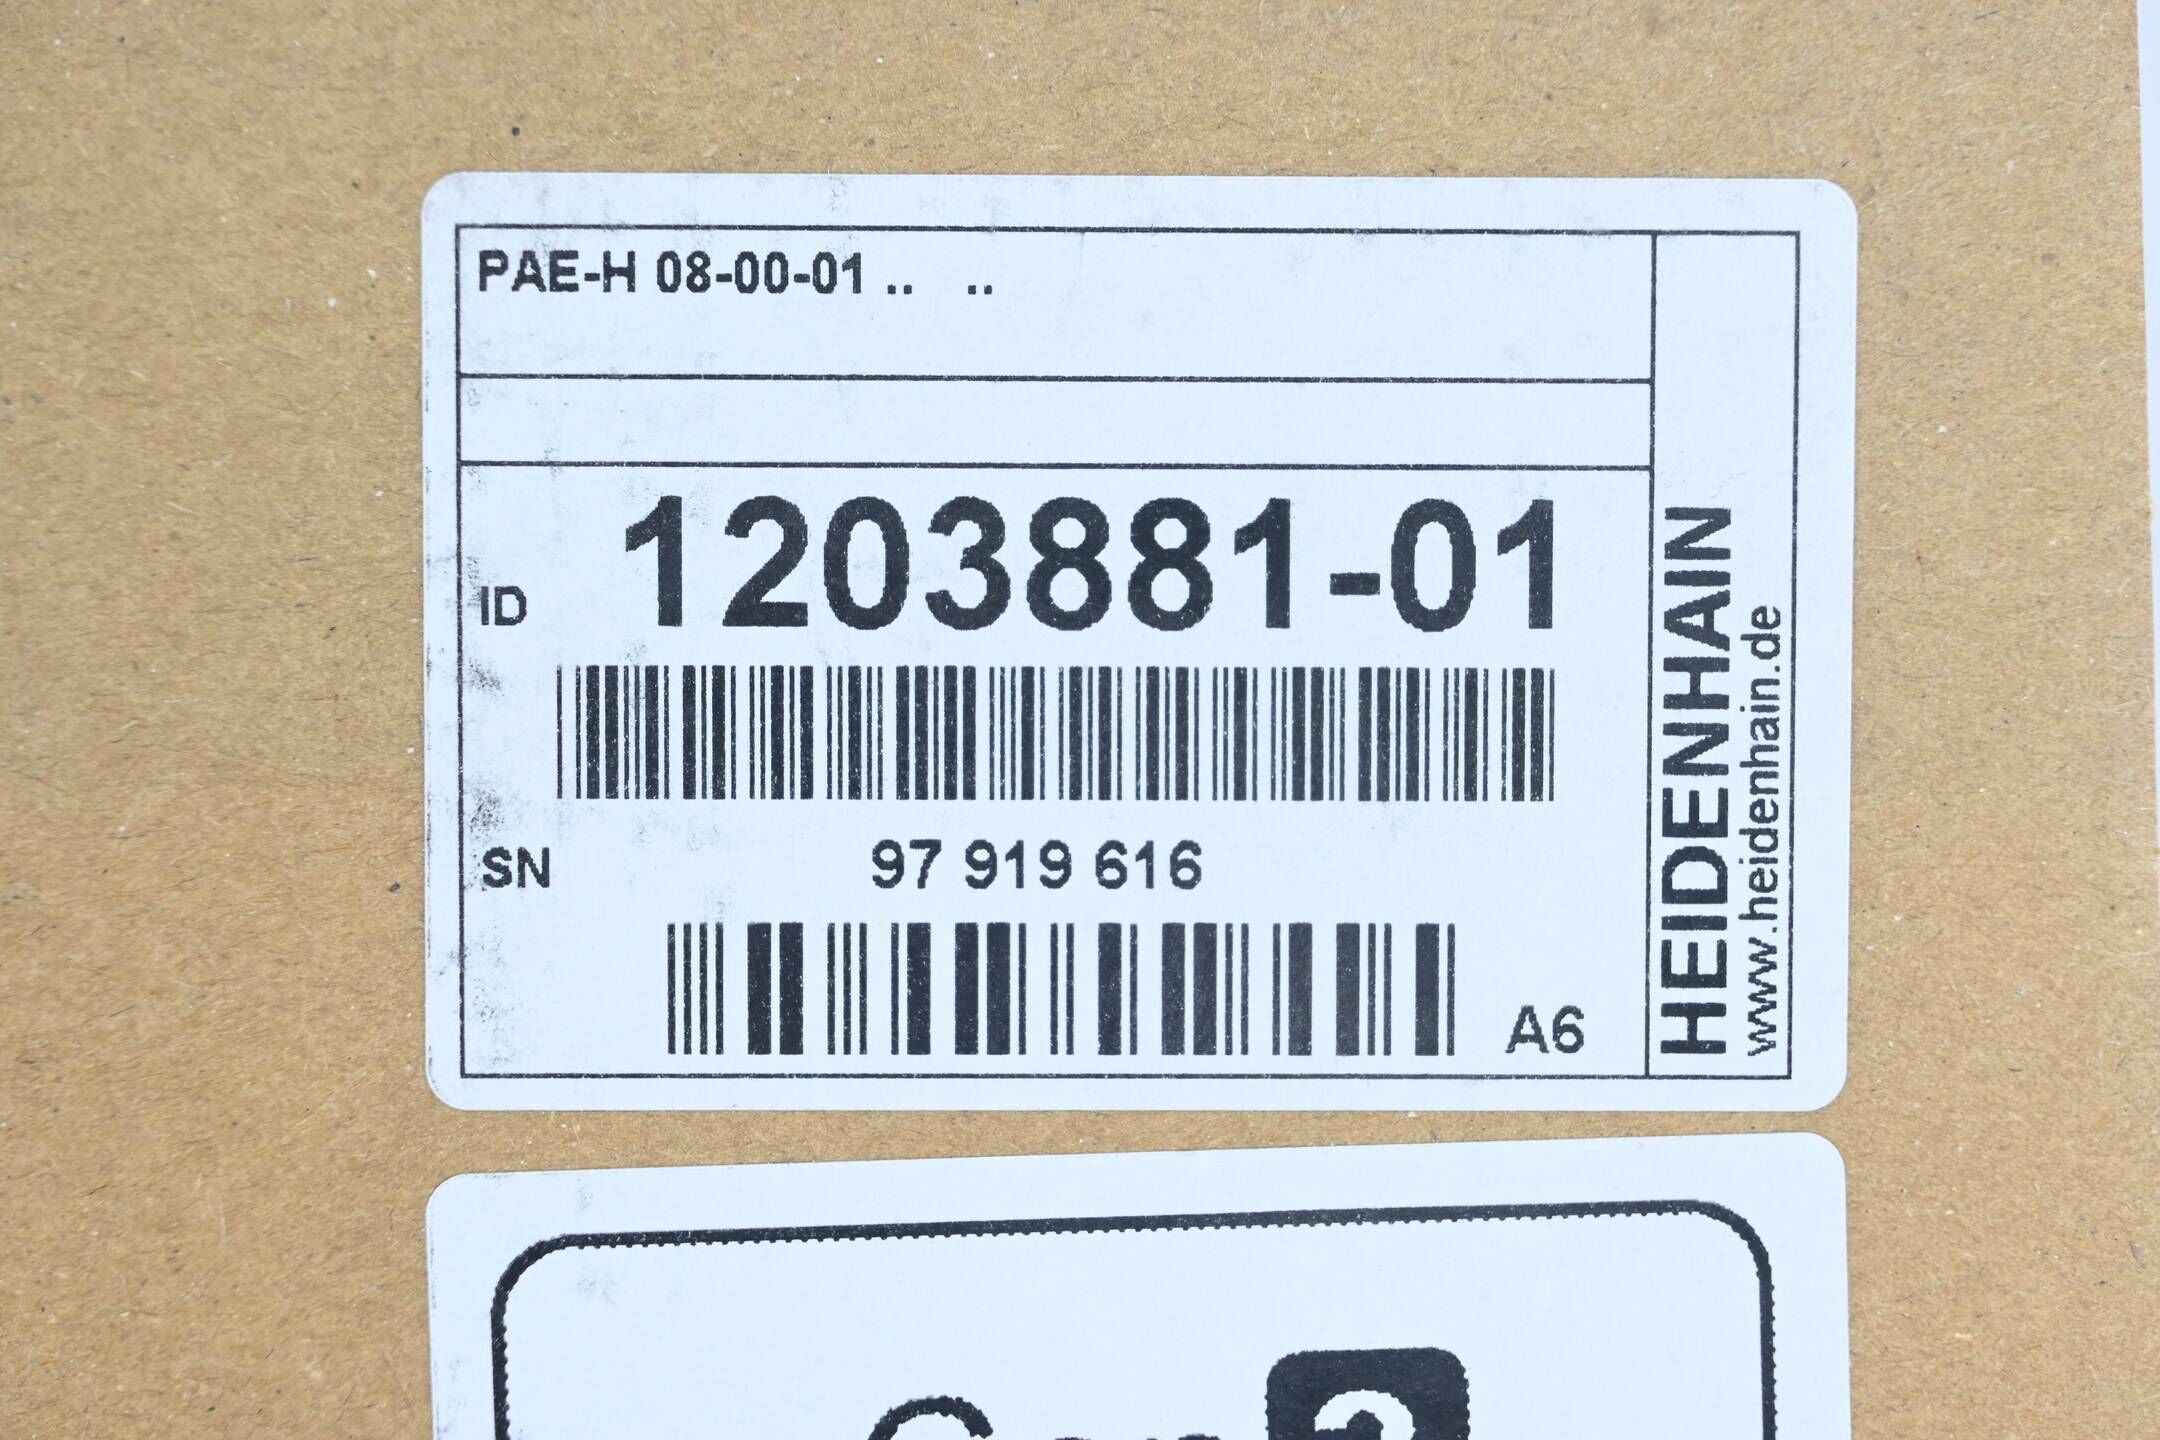 PAE-H 08-00-01 .. ..
ID 1203881-01
SN 97 919 616
A6
HEIDENHAIN
www.heidenhain.de